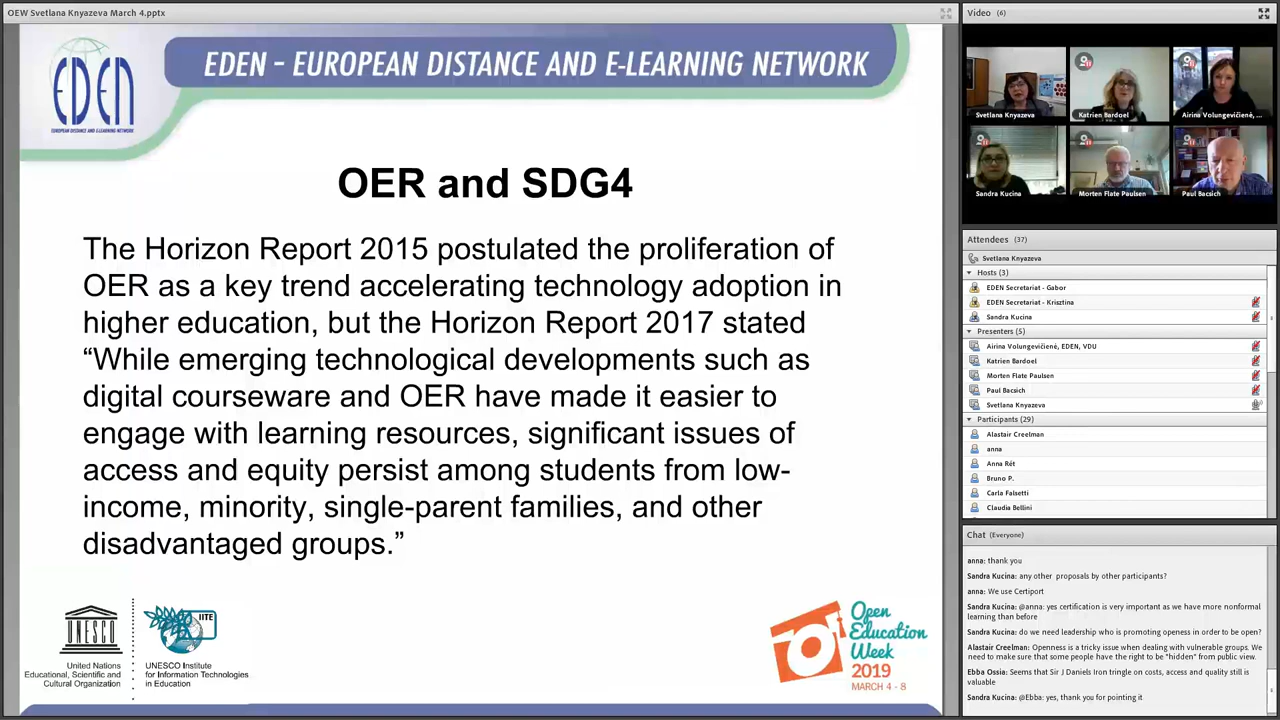 OEW Svetlana Knyazeva March 4.pptx
EDEN
EUROPEAN DISTANCE AND E-LEARNING NETWORK
EDEN – EUROPEAN DISTANCE AND E-LEARNING NETWORK
OER and SDG4
The Horizon Report 2015 postulated the proliferation of
OER as a key trend accelerating technology adoption in
higher education, but the Horizon Report 2017 stated
“While emerging technological developments such as
digital courseware and OER have made it easier to
engage with learning resources, significant issues of
access and equity persist among students from low-
income, minority, single-parent families, and other
disadvantaged groups.”
UNESCO
United Nations
Educational, Scientific and
Cultural Organization
IITE
UNESCO Institute
for Information Technologies
in Education
Open
Education
Week
2019
MARCH 4 - 8
Video (6)
Svetlana Knyazeva
Katrien Bardoel
Airina Volungevičienė, ...
Sandra Kucina
Morten Flate Paulsen
Paul Bacsich
Attendees (37)
Svetlana Knyazeva
Hosts (3)
EDEN Secretariat - Gabor
EDEN Secretariat - Krisztina
Sandra Kucina
Presenters (5)
Airina Volungevičienė, EDEN, VDU
Katrien Bardoel
Morten Flate Paulsen
Paul Bacsich
Svetlana Knyazeva
Participants (29)
Alastair Creelman
anna
Anna Rét
Bruno P.
Carla Falsetti
Claudia Bellini
Chat (Everyone)
anna: thank you
Sandra Kucina: any other proposals by other participants?
anna: We use Certiport
Sandra Kucina: @anna: yes certification is very important as we have more nonformal
learning than before
Sandra Kucina: do we need leadership who is promoting openess in order to be open?
Alastair Creelman: Openness is a tricky issue when dealing with vulnerable groups. We
need to make sure that some people have the right to be "hidden" from public view.
Ebba Ossia: Seems that Sir J Daniels Iron tringle on costs, access and quality still is
valuable
Sandra Kucina: @Ebba: yes, thank you for pointing it